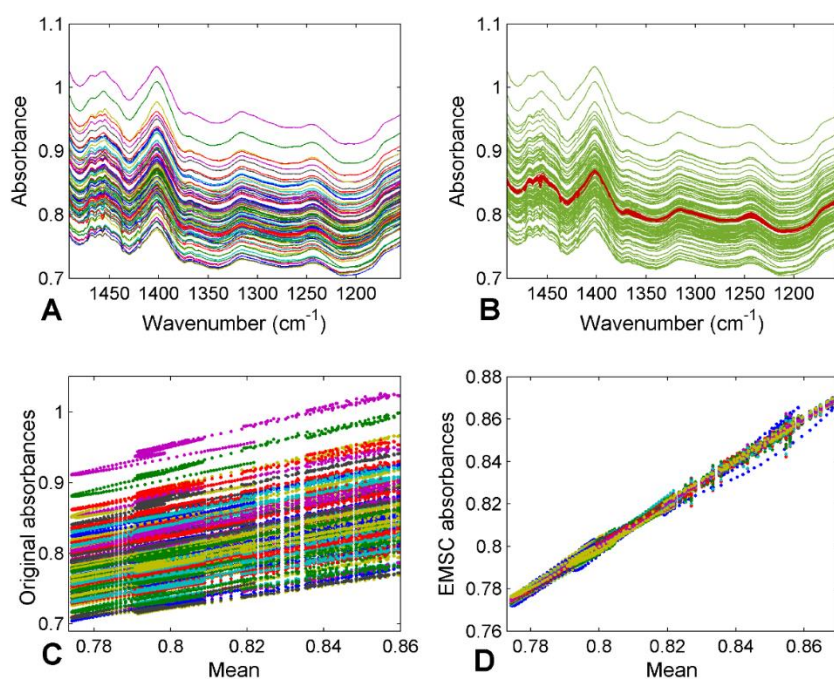 1.1
1
0.9
0.8
0.7
Absorbance
1450 1400 1350 1300 1250 1200
Wavenumber (cm-1)
A
1.1
1
0.9
0.8
0.7
Absorbance
1450 1400 1350 1300 1250 1200
Wavenumber (cm-1)
B
1
0.9
0.8
0.7
Original absorbances
0.78 0.8 0.82 0.84 0.86
Mean
C
0.88
0.86
0.84
0.82
0.8
0.78
0.76
EMSC absorbances
0.78 0.8 0.82 0.84 0.86
Mean
D